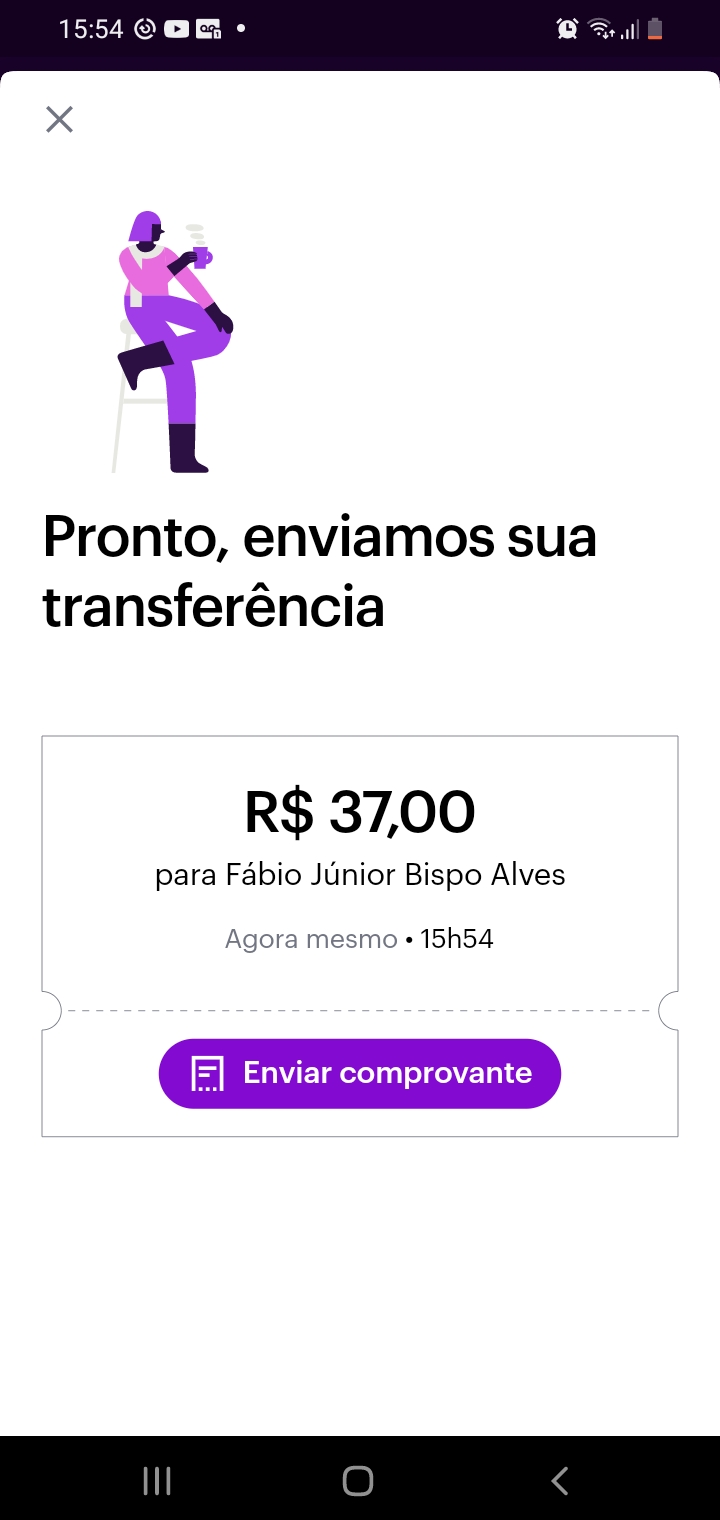 15:54
Pronto, enviamos sua
transferência
R$ 37,00
para Fábio Júnior Bispo Alves
Agora mesmo • 15h54
Enviar comprovante